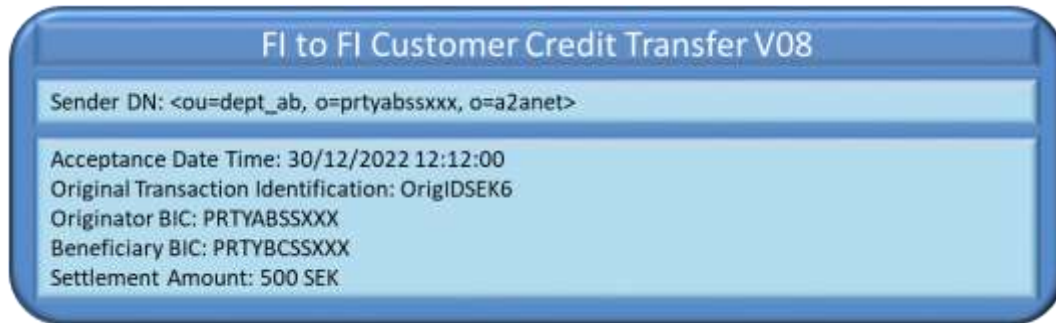 FI to FI Customer Credit Transfer V08
Sender DN: <ou=dept_ab, o=prtyabssxxx, o=a2anet>
Acceptance Date Time: 30/12/2022 12:12:00
Original Transaction Identification: OrigIDSEK6
Originator BIC: PRTYABSSXXX
Beneficiary BIC: PRTYBCSSXXX
Settlement Amount: 500 SEK